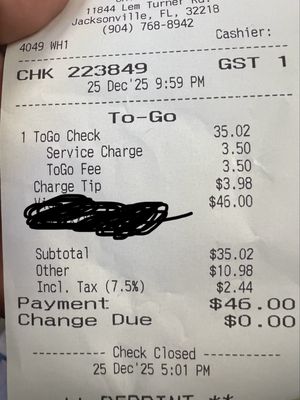 11844 Lem Turner Rd.
Jacksonville, FL, 32218
(904) 768-8942
4049 WH1 Cashier:
CHK 223849 GST 1
25 Dec'25 9:59 PM
To-Go
1 ToGo Check 35.02
Service Charge 3.50
ToGo Fee 3.50
Charge Tip $3.98
$46.00
Subtotal $35.02
Other $10.98
Incl. Tax (7.5%) $2.44
Payment $46.00
Change Due $0.00
------------ Check Closed ------------
25 Dec'25 5:01 PM